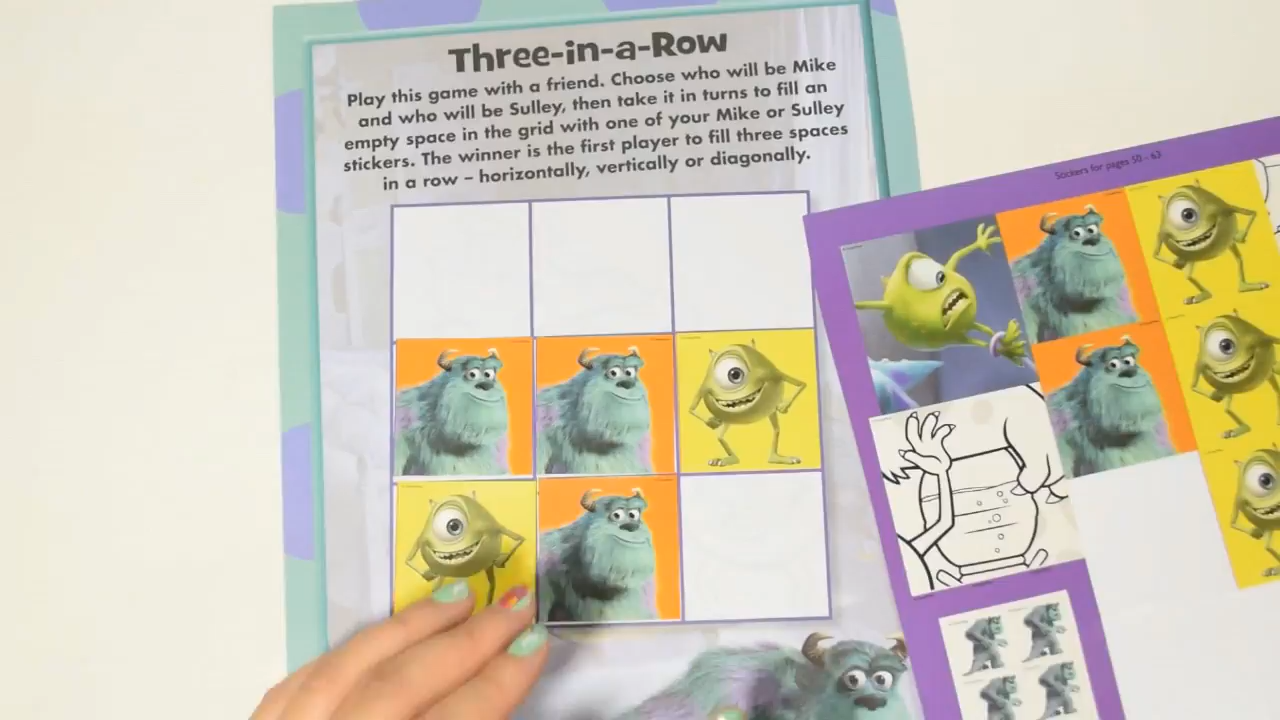 Three-in-a-Row
Play this game with a friend. Choose who will be Mike
and who will be Sulley, then take it in turns to fill an
empty space in the grid with one of your Mike or Sulley
stickers. The winner is the first player to fill three spaces
in a row – horizontally, vertically or diagonally.
Stickers for pages 50 - 63